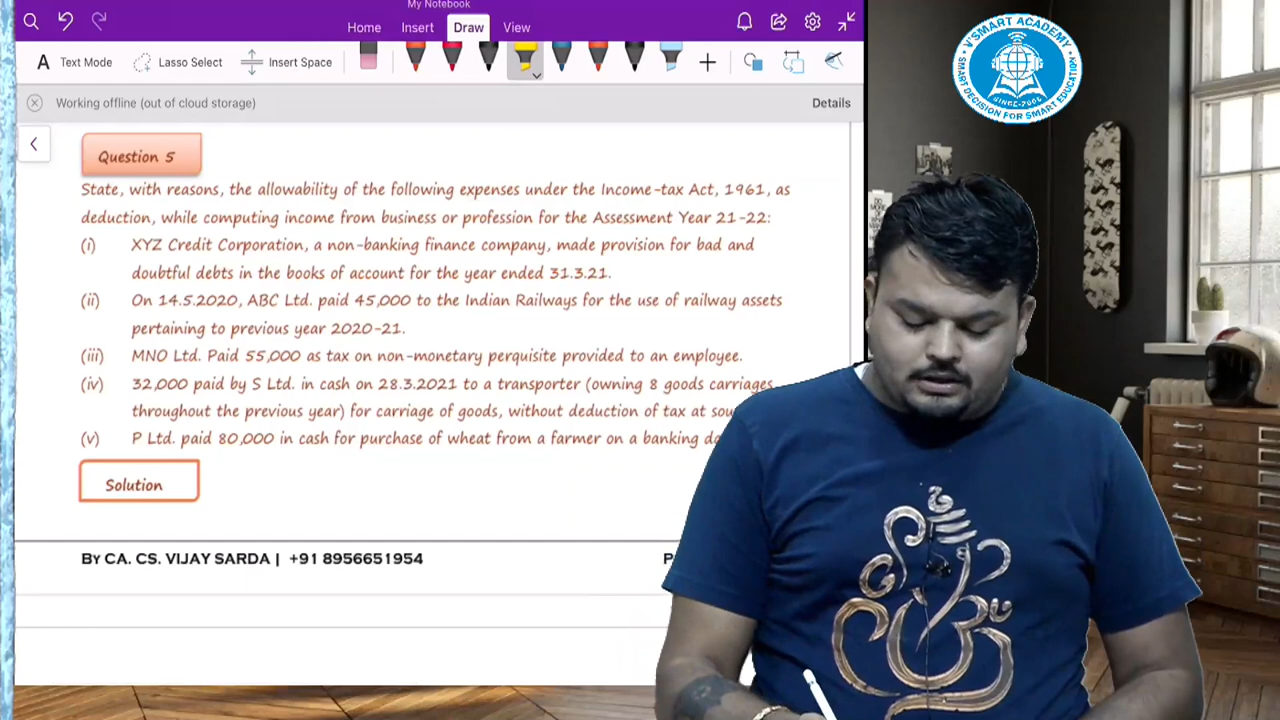 My Notebook
Home Insert Draw View
Text Mode Lasso Select Insert Space
Working offline (out of cloud storage) Details
Question 5
State, with reasons, the allowability of the following expenses under the Income-tax Act, 1961, as
deduction, while computing income from business or profession for the Assessment Year 21-22:
(i) XYZ Credit Corporation, a non-banking finance company, made provision for bad and
doubtful debts in the books of account for the year ended 31.3.21.
(ii) On 14.5.2020, ABC Ltd. paid 45,000 to the Indian Railways for the use of railway assets
pertaining to previous year 2020-21.
(iii) MNO Ltd. Paid 55,000 as tax on non-monetary perquisite provided to an employee.
(iv) 32,000 paid by S Ltd. in cash on 28.3.2021 to a transporter (owning 8 goods carriages
throughout the previous year) for carriage of goods, without deduction of tax at
(v) P Ltd. paid 80,000 in cash for purchase of wheat from a farmer on a banking
Solution
BY CA. CS. VIJAY SARDA | +91 8956651954
V'SMART ACADEMY
SINCE-2006
SMART DECISION FOR SMART EDUCATION